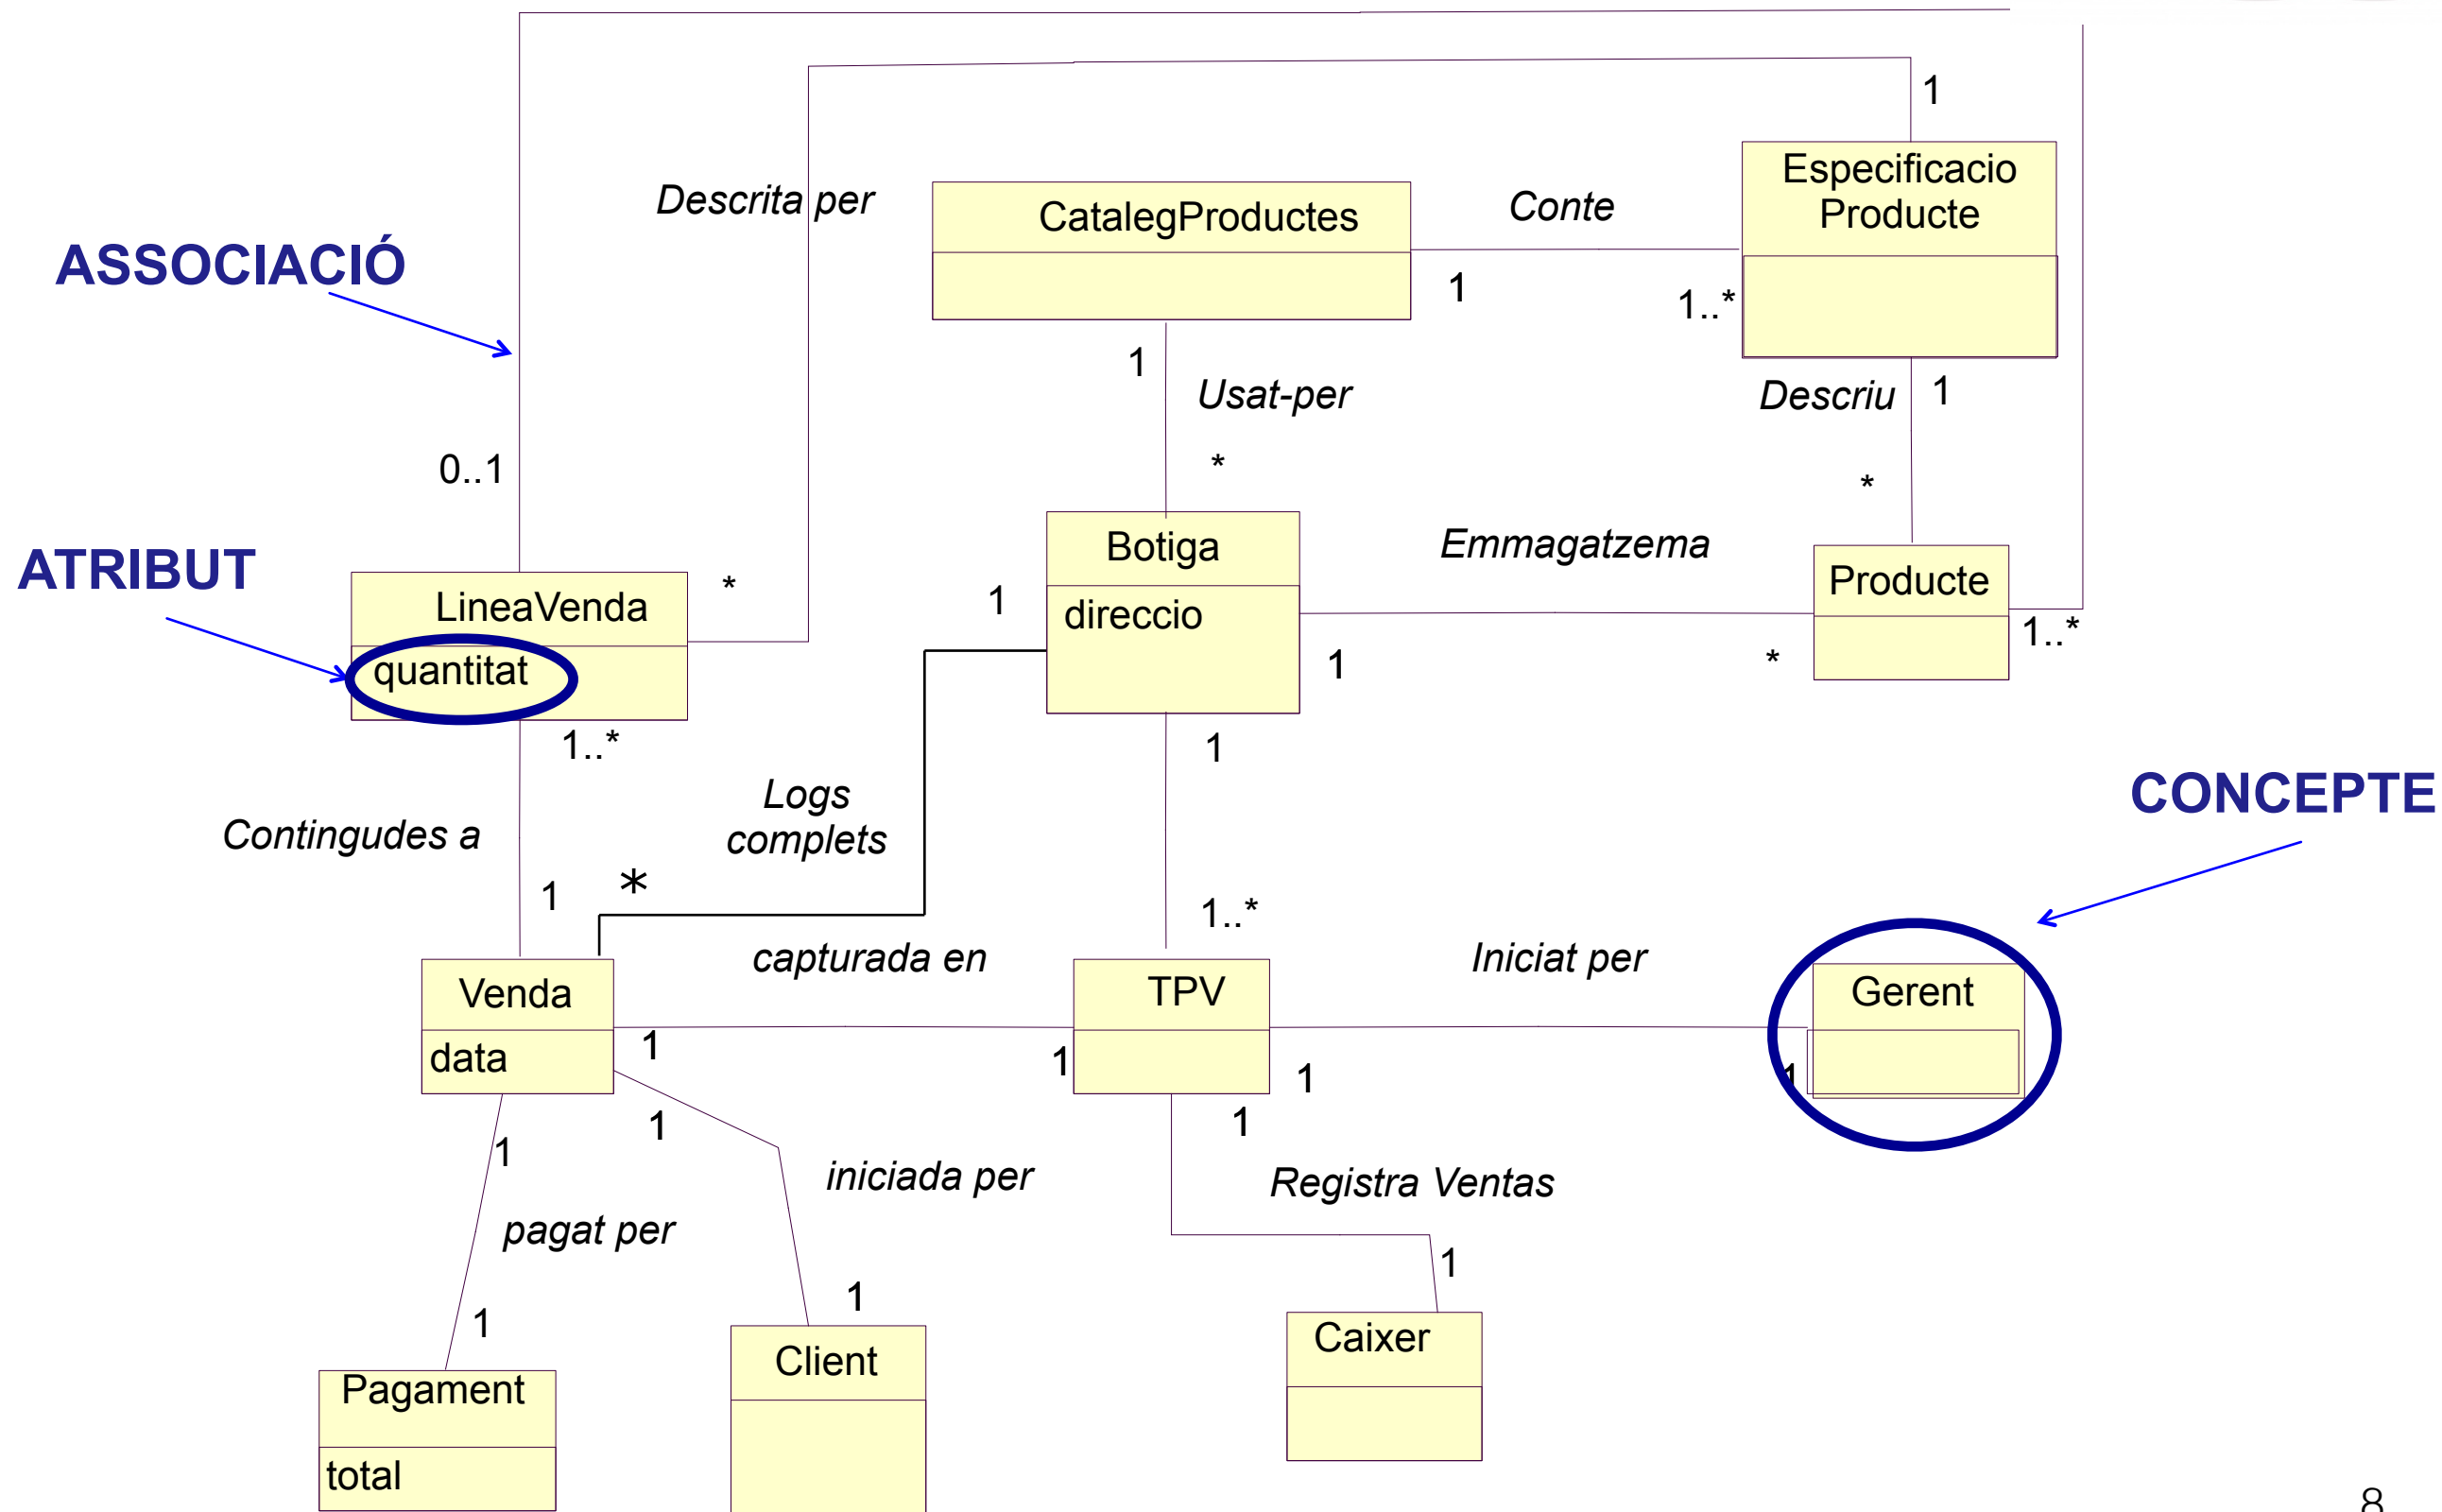 1
Especificacio
Producte
Descrita per
CatalegProductes
Conte
ASSOCIACIÓ
1
1..*
1
Usat-per
Descriu
1
0..1
*
*
ATRIBUT
Botiga
Emmagatzema
LineaVenda
*
1
direccio
Producte
1..*
quantitat
1
*
1..*
1
Logs
complets
CONCEPTE
Contingudes a
1
*
1..*
capturada en
Iniciat per
Venda
TPV
Gerent
data
1
1
1
1
1
1
1
iniciada per
Registra Ventas
pagat per
1
1
1
Client
Caixer
Pagament
total
8